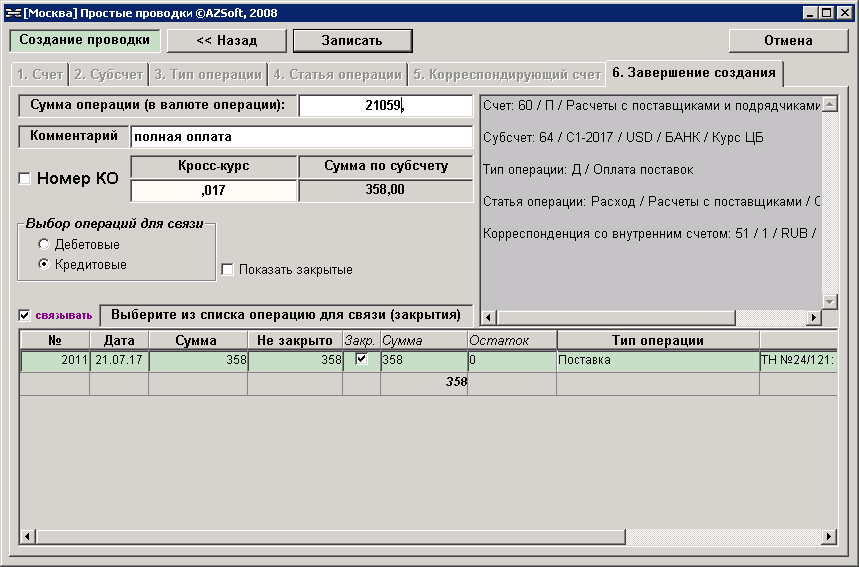 [Москва] Простые проводки ©AZSoft, 2008
Создание проводки << Назад Записать Отмена
1. Счет 2. Субсчет 3. Тип операции 4. Статья операции 5. Корреспондирующий счет 6. Завершение создания
Сумма операции (в валюте операции): 21059,
Комментарий полная оплата
Номер КО
Кросс-курс Сумма по субсчету
,017 358,00
Выбор операций для связи
Дебетовые
Кредитовые
Показать закрытые
Счет: 60 / П / Расчеты с поставщиками и подрядчиками
Субсчет: 64 / С1-2017 / USD / БАНК / Курс ЦБ
Тип операции: Д / Оплата поставок
Статья операции: Расход / Расчеты с поставщиками / О
Корреспонденция со внутренним счетом: 51 / 1 / RUB /
связывать Выберите из списка операцию для связи (закрытия)
№ Дата Сумма Не закрыто Закр. Сумма Остаток Тип операции
2011 21.07.17 358 358 358 0 Поставка ТН №24/121:
358